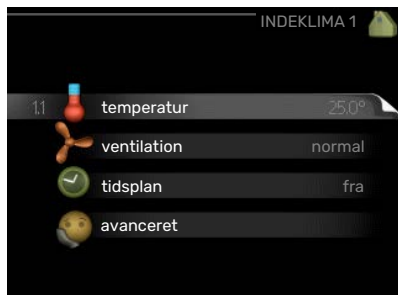 INDEKLIMA 1
1.1 temperatur 25.0°
ventilation normal
tidsplan fra
avanceret